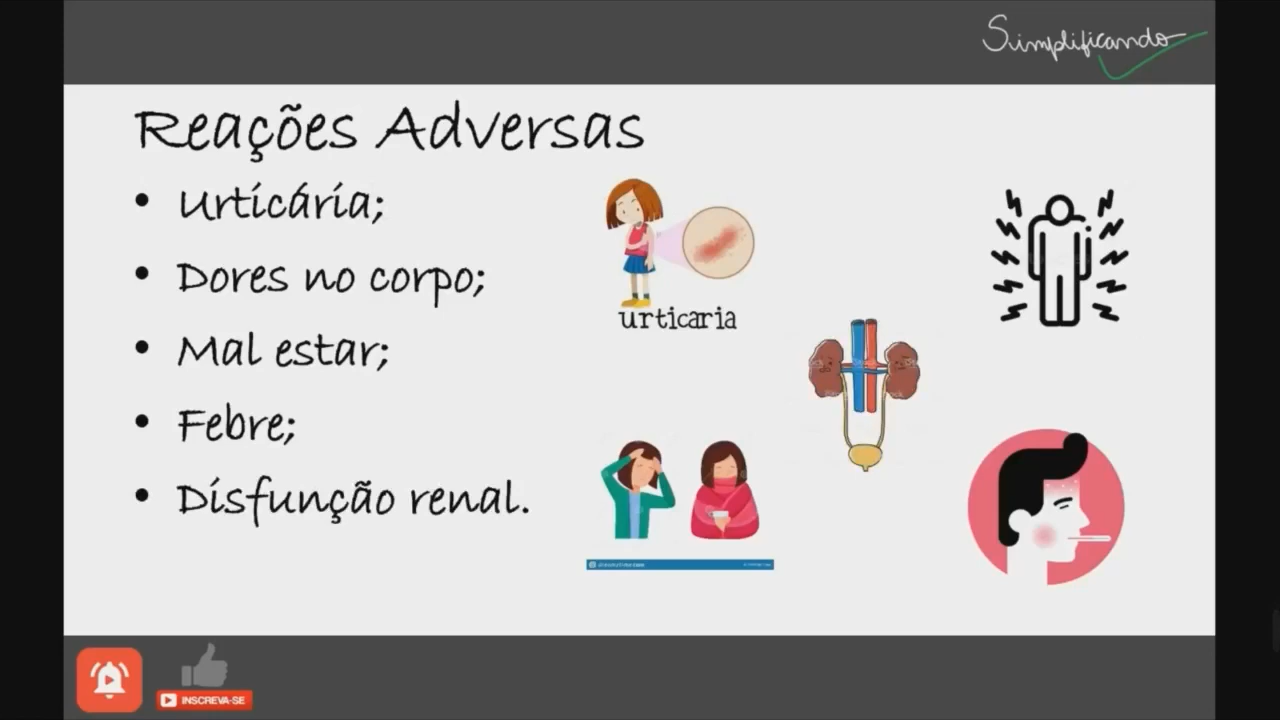 Simplificando
Reações Adversas
• Urticária;
• Dores no corpo;
• Mal estar;
• Febre;
• Disfunção renal.
urticaria
INSCREVA-SE